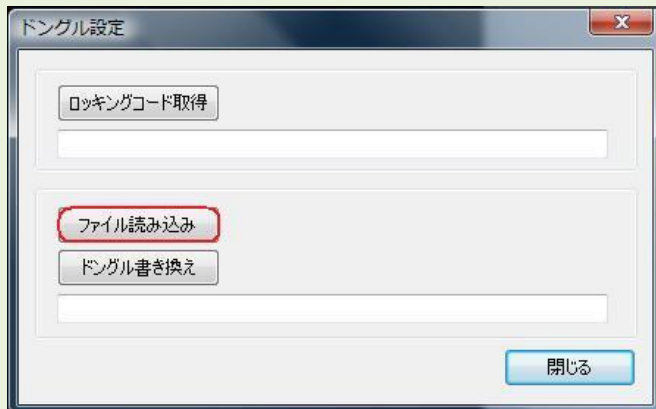 ドングル設定
ロッキングコード取得
ファイル読み込み
ドングル書き換え
閉じる